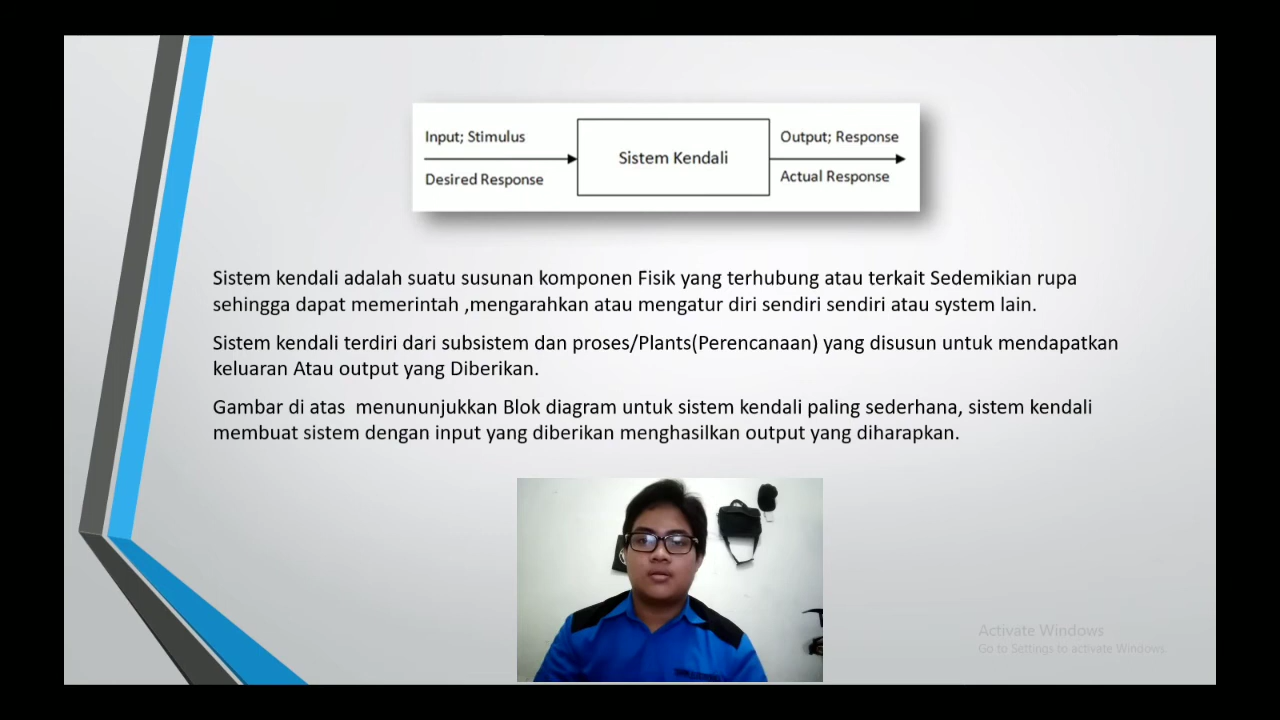 Input; Stimulus
Desired Response
Sistem Kendali
Output; Response
Actual Response
Sistem kendali adalah suatu susunan komponen Fisik yang terhubung atau terkait Sedemikian rupa
sehingga dapat memerintah ,mengarahkan atau mengatur diri sendiri sendiri atau system lain.
Sistem kendali terdiri dari subsistem dan proses/Plants(Perencanaan) yang disusun untuk mendapatkan
keluaran Atau output yang Diberikan.
Gambar di atas  menununjukkan Blok diagram untuk sistem kendali paling sederhana, sistem kendali
membuat sistem dengan input yang diberikan menghasilkan output yang diharapkan.
Activate Windows
Go to Settings to activate Windows.